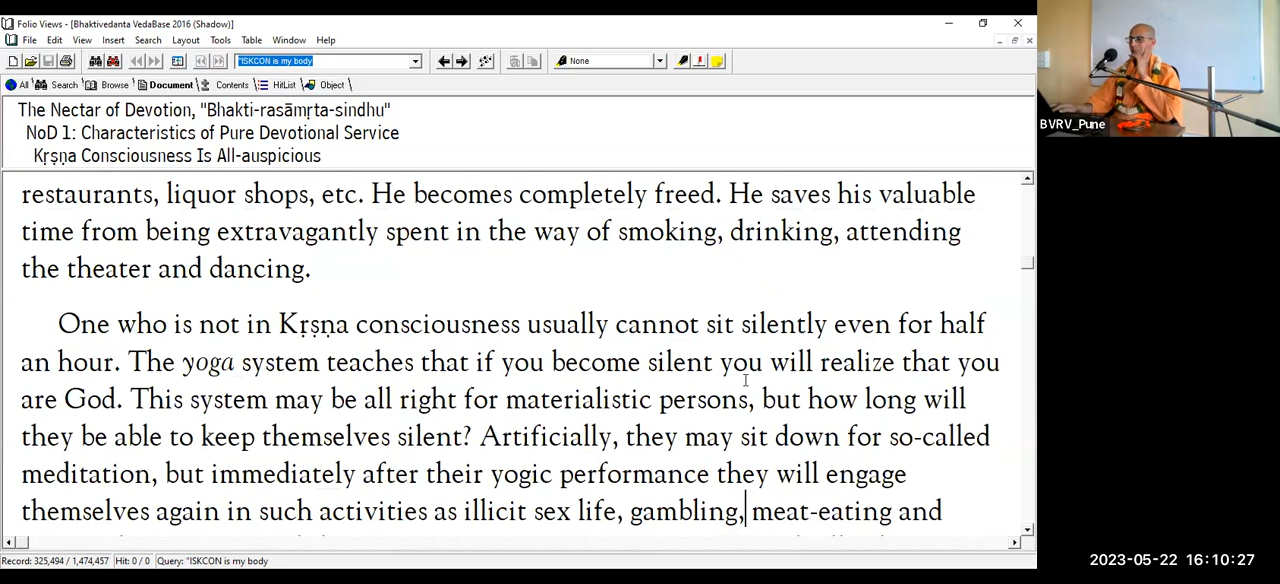 Folio Views - [Bhaktivedanta VedaBase 2016 (Shadow)]
File Edit View Insert Search Layout Tools Table Window Help
"ISKCON is my body
None
All Search Browse Document Contents HitList Object
The Nectar of Devotion, "Bhakti-rasāmṛta-sindhu"
NoD 1: Characteristics of Pure Devotional Service
Kṛṣṇa Consciousness Is All-auspicious
restaurants, liquor shops, etc. He becomes completely freed. He saves his valuable
time from being extravagantly spent in the way of smoking, drinking, attending
the theater and dancing.
One who is not in Kṛṣṇa consciousness usually cannot sit silently even for half
an hour. The yoga system teaches that if you become silent you will realize that you
are God. This system may be all right for materialistic persons, but how long will
they be able to keep themselves silent? Artificially, they may sit down for so-called
meditation, but immediately after their yogic performance they will engage
themselves again in such activities as illicit sex life, gambling, meat-eating and
Record: 325,494 / 1,474,457 Hit: 0 / 0 Query: "ISKCON is my body
BVRV_Pune
2023-05-22 16:10:27